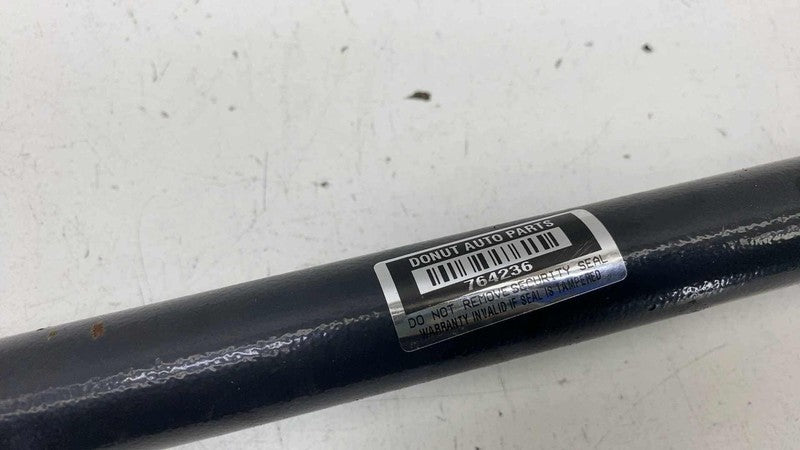 DONUT AUTO PARTS
764236
DO NOT REMOVE SECURITY SEAL
WARRANTY INVALID IF SEAL IS TAMPERED